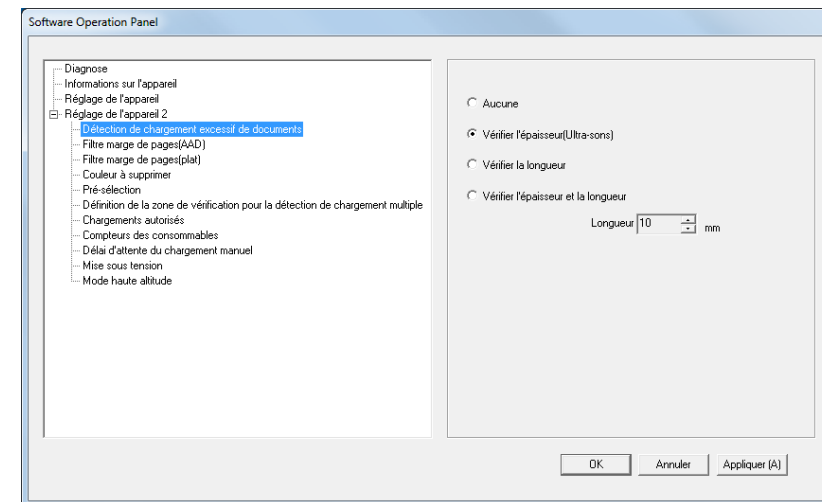 Software Operation Panel
Diagnose
Informations sur l'appareil
Réglage de l'appareil
Réglage de l'appareil 2
Détection de chargement excessif de documents
Filtre marge de pages(AAD)
Filtre marge de pages(plat)
Couleur à supprimer
Pré-sélection
Définition de la zone de vérification pour la détection de chargement multiple
Chargements autorisés
Compteurs des consommables
Délai d'attente du chargement manuel
Mise sous tension
Mode haute altitude
Aucune
Vérifier l'épaisseur(Ultra-sons)
Vérifier la longueur
Vérifier l'épaisseur et la longueur
Longueur 10 mm
OK Annuler Appliquer (A)